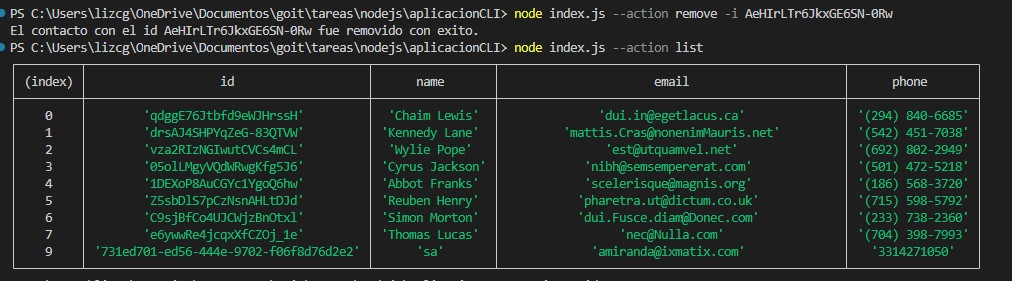 PS C:\Users\lizcg\OneDrive\Documentos\goit\tareas\nodejs\aplicacionCLI> node index.js --action remove -i AeHIrLTr6JkxGE6SN-0Rw
El contacto con el id AeHIrLTr6JkxGE6SN-0Rw fue removido con exito.
PS C:\Users\lizcg\OneDrive\Documentos\goit\tareas\nodejs\aplicacionCLI> node index.js --action list
(index) id name email phone
0 'qdggE76Jtbfd9eWJHrssH' 'Chaim Lewis' 'dui.in@egetlacus.ca' '(294) 840-6685'
1 'drsAJ4SHPYqZeG-83QTVW' 'Kennedy Lane' 'mattis.Cras@nonenimMauris.net' '(542) 451-7038'
2 'vza2RIzNGIwutCVCs4mCL' 'Wylie Pope' 'est@utquamvel.net' '(692) 802-2949'
3 '05olLMgyVQdWRwgKfg5J6' 'Cyrus Jackson' 'nibh@semsempererat.com' '(501) 472-5218'
4 '1DEXoP8AuCGYc1YgoQ6hw' 'Abbot Franks' 'scelerisque@magnis.org' '(186) 568-3720'
5 'Z5sbDlS7pCzNsnAHLtDJd' 'Reuben Henry' 'pharetra.ut@dictum.co.uk' '(715) 598-5792'
6 'C9sjBfCo4UJCWjzBnOtxl' 'Simon Morton' 'dui.Fusce.diam@Donec.com' '(233) 738-2360'
7 'e6ywwRe4jcqxXfCZOj_1e' 'Thomas Lucas' 'nec@Nulla.com' '(704) 398-7993'
9 '731ed701-ed56-444e-9702-f06f8d76d2e2' 'sa' 'amiranda@ixmatix.com' '3314271050'